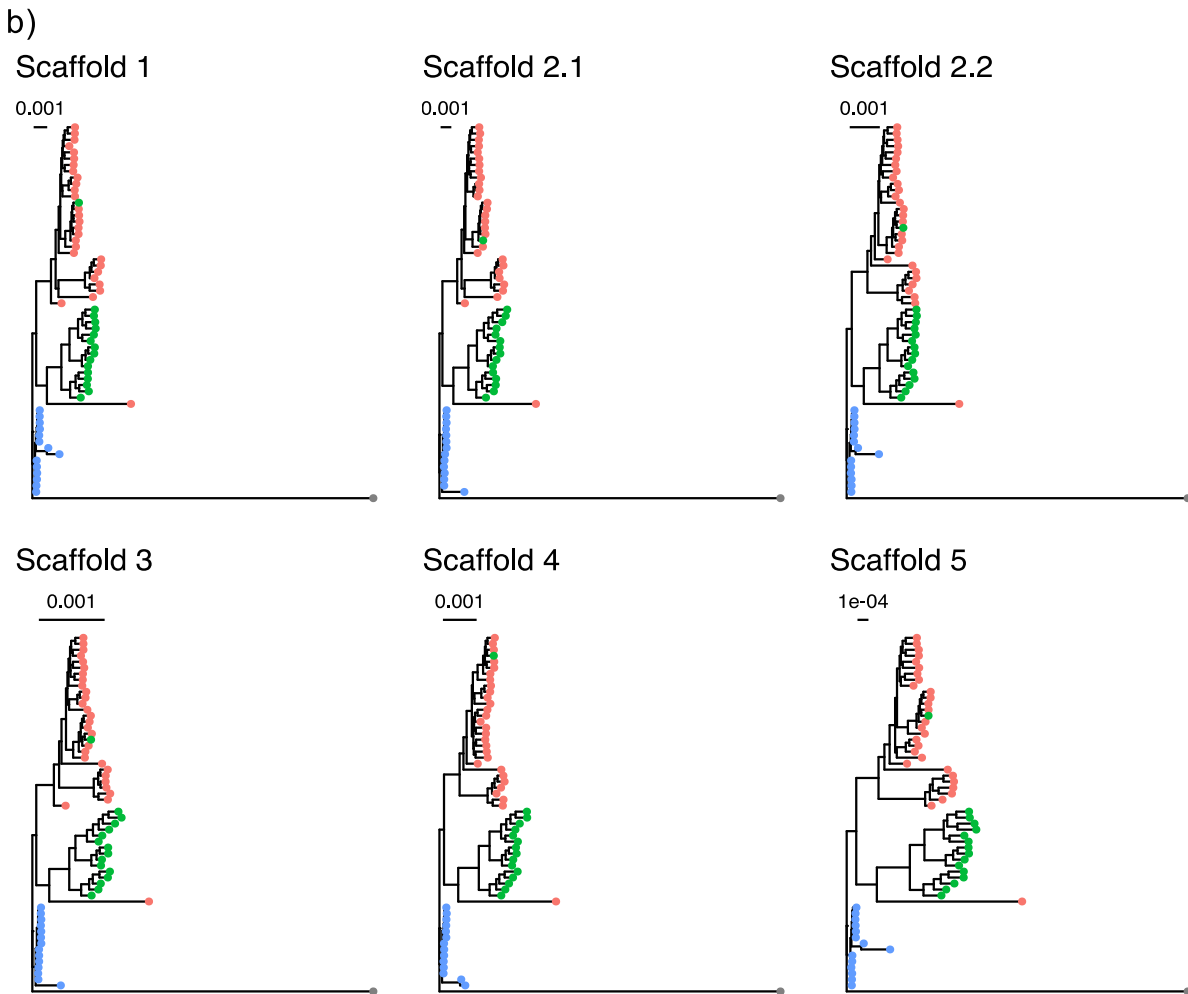 b)
Scaffold 1
Scaffold 2.1
Scaffold 2.2
0.001
0.001
0.001
Scaffold 3
Scaffold 4
Scaffold 5
0.001
0.001
1e-04